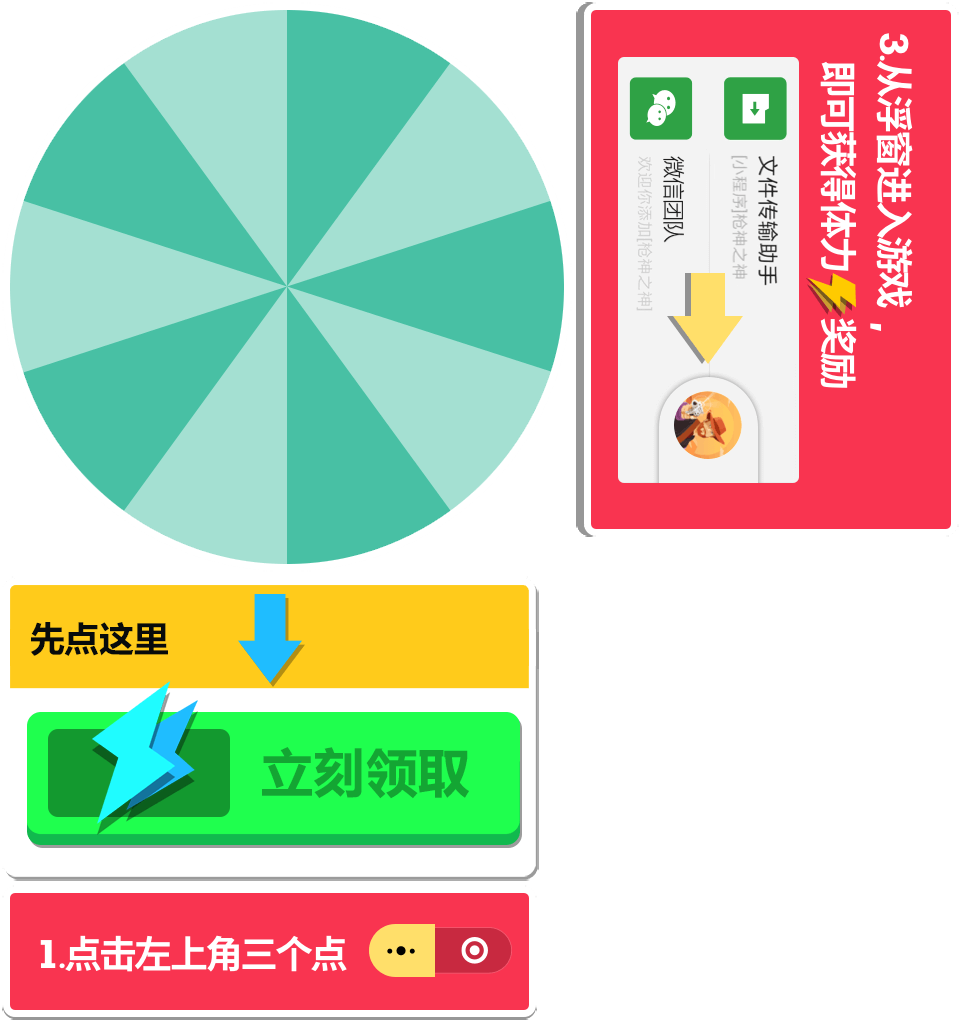 3.从浮窗进入游戏，
即可获得体力奖励
文件传输助手
[小程序]枪神之神
微信团队
欢迎你添加[枪神之神]
先点这里
立刻领取
1.点击左上角三个点